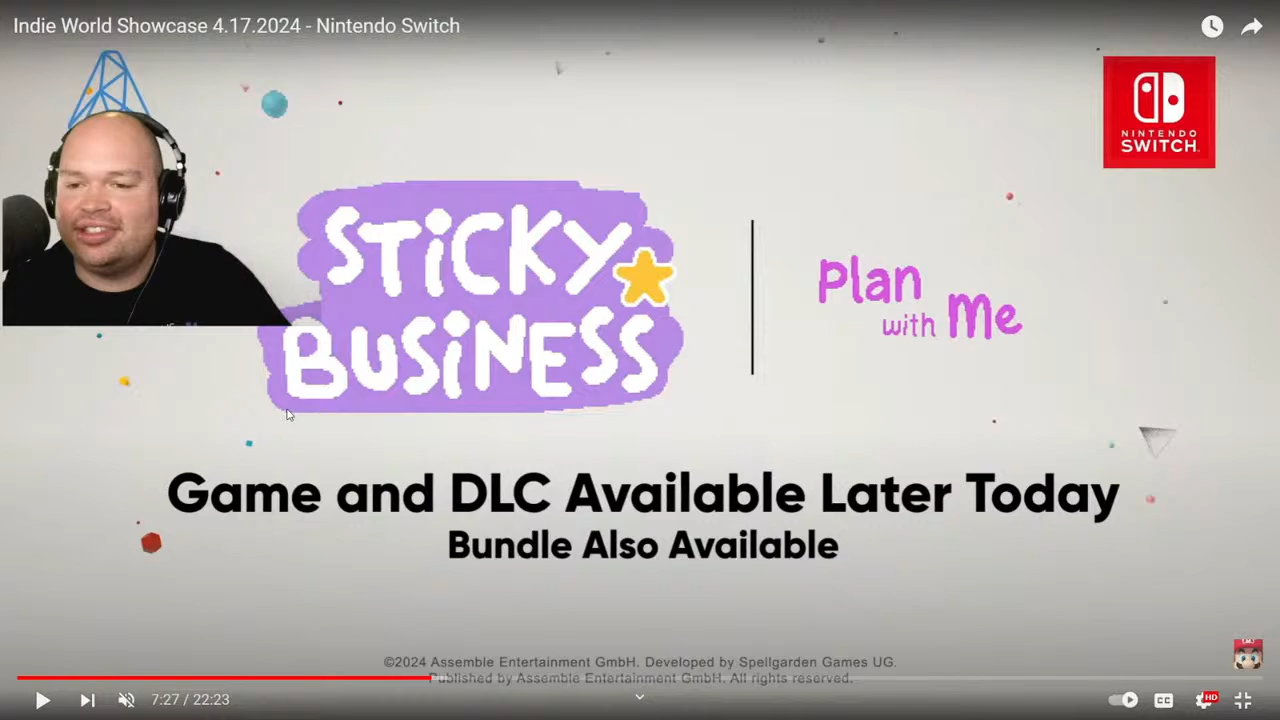 Indie World Showcase 4.17.2024 - Nintendo Switch
NINTENDO
SWITCH
STICKY
BUSINESS
Plan
with Me
Game and DLC Available Later Today
Bundle Also Available
©2024 Assemble Entertainment GmbH. Developed by Spellgarden Games UG.
Published by Assemble Entertainment GmbH. All rights reserved.
7:27 / 22:23
CC
HD